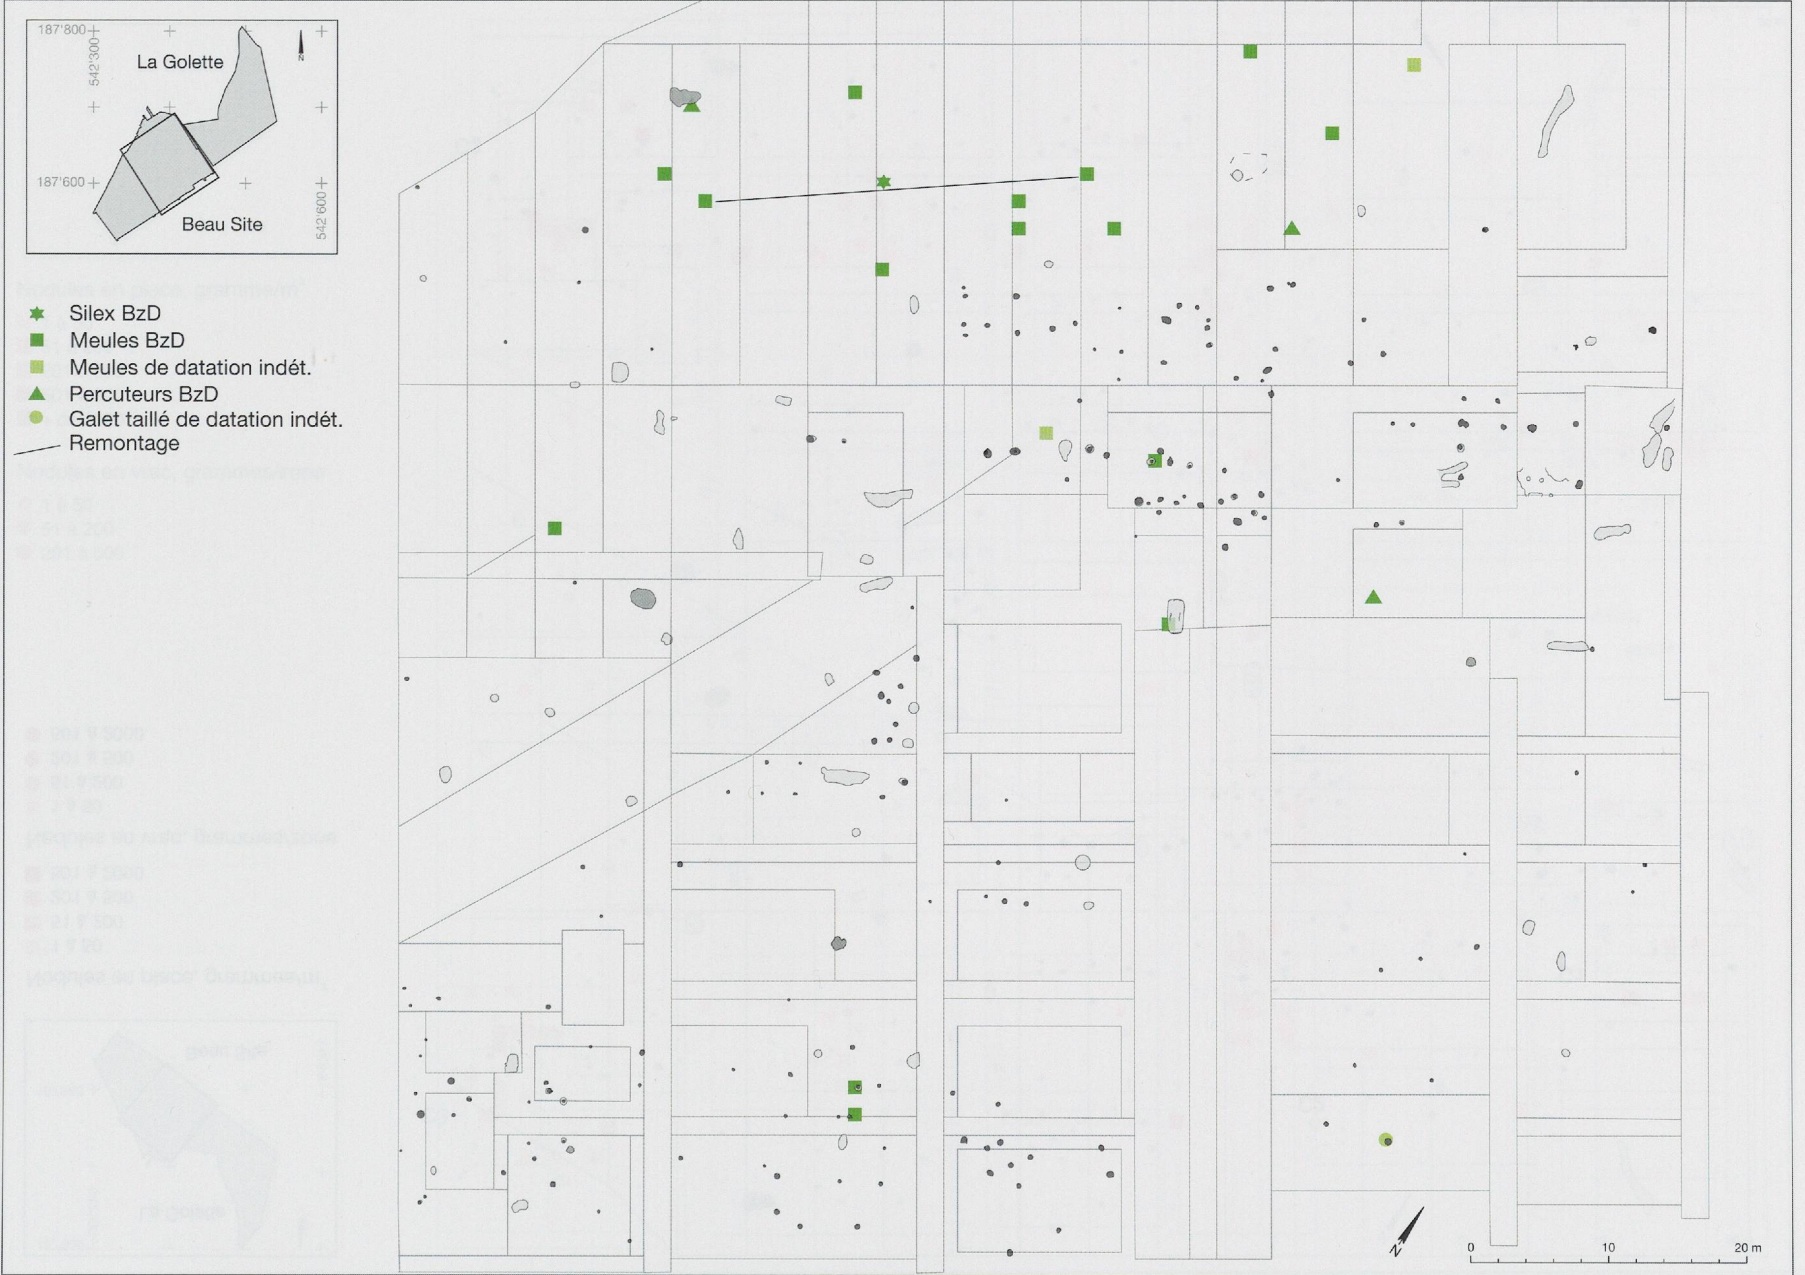 187'800
542'300
La Golette
N
187'600
542'600
Beau Site
Silex BzD
Meules BzD
Meules de datation indét.
Percuteurs BzD
Galet taillé de datation indét.
Remontage
N
0 10 20 m